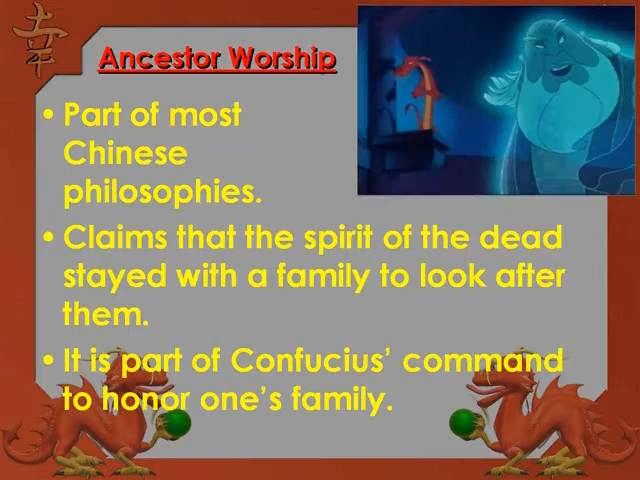 Ancestor Worship
• Part of most
Chinese
philosophies.
• Claims that the spirit of the dead
stayed with a family to look after
them.
• It is part of Confucius’ command
to honor one’s family.